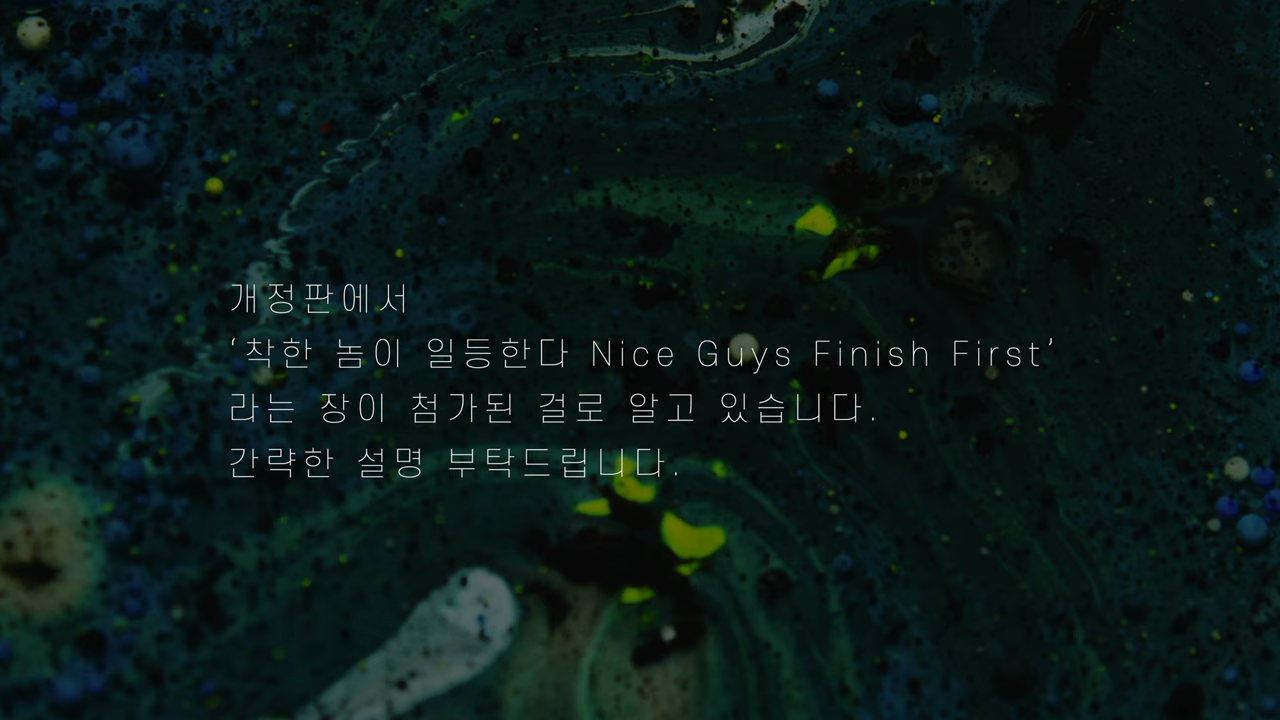 개정판에서
‘착한 놈이 일등한다 Nice Guys Finish First’
라는 장이 첨가된 걸로 알고 있습니다.
간략한 설명 부탁드립니다.